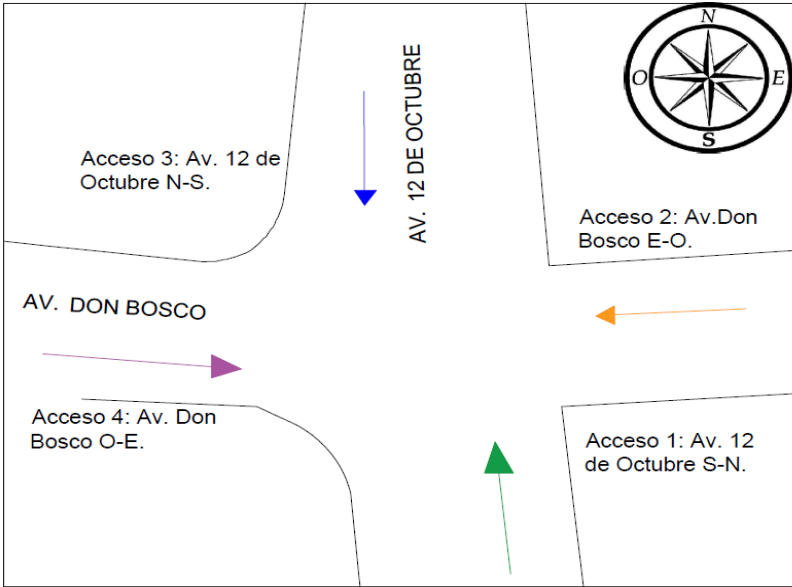 N
O
E
S
AV. 12 DE OCTUBRE
Acceso 3: Av. 12 de
Octubre N-S.
Acceso 2: Av.Don
Bosco E-O.
AV. DON BOSCO
Acceso 4: Av. Don
Bosco O-E.
Acceso 1: Av. 12
de Octubre S-N.